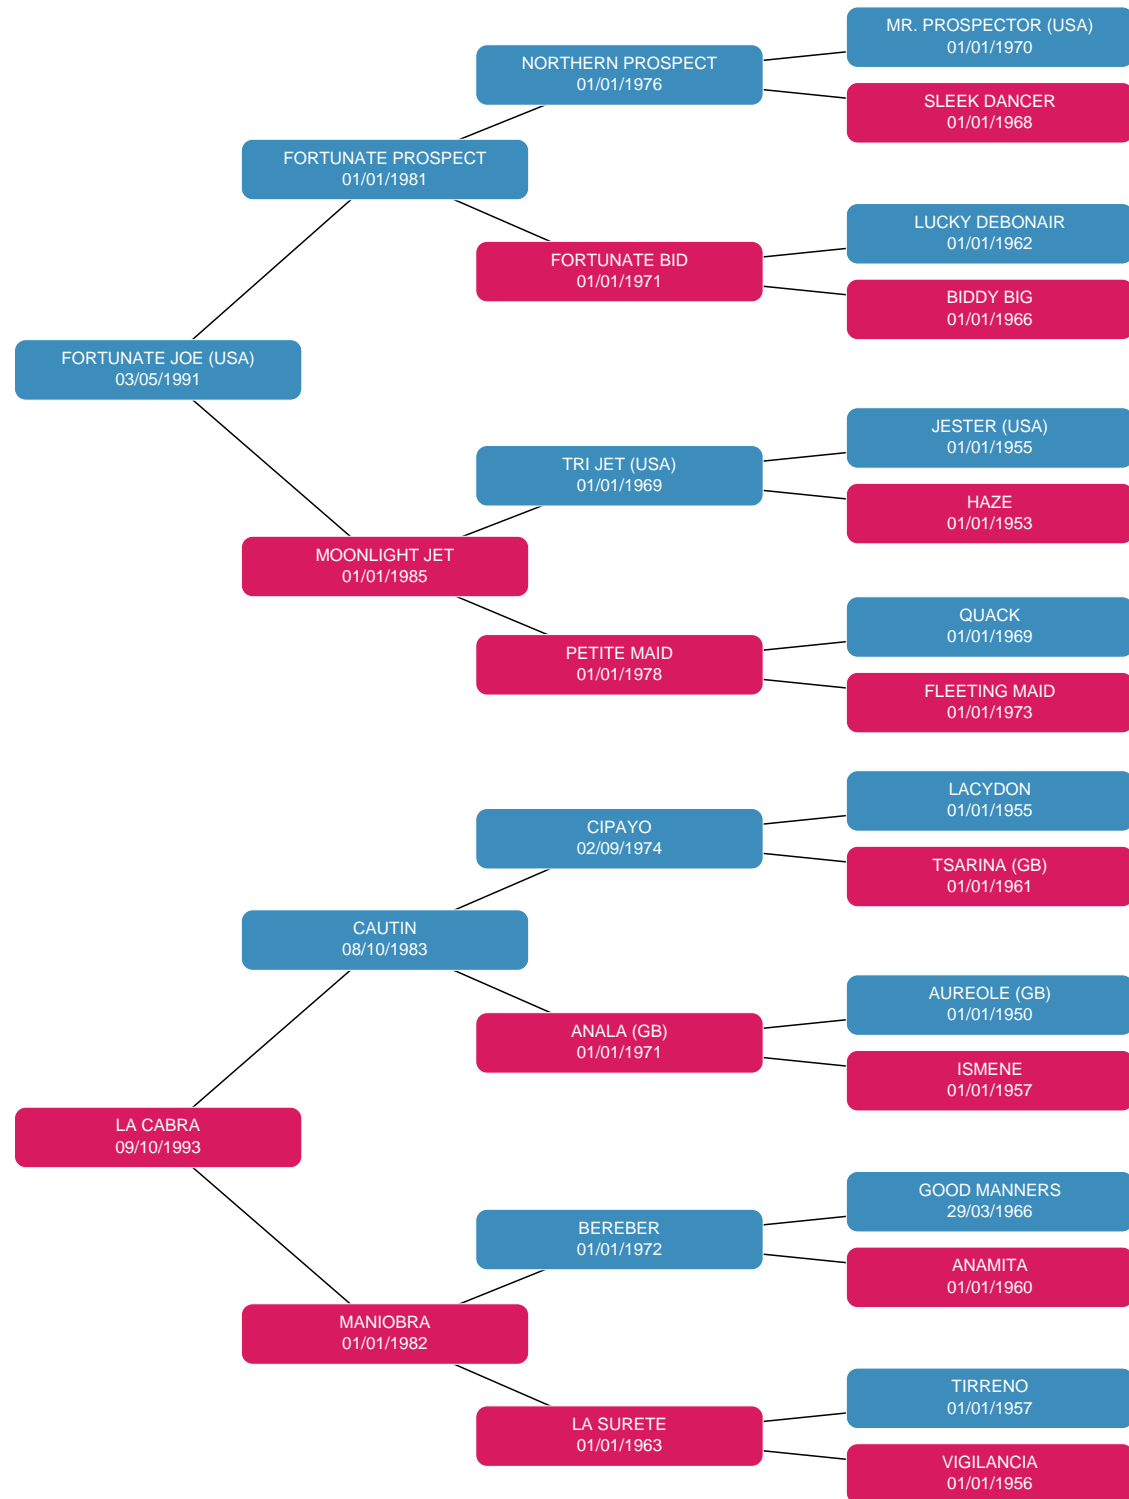 MR. PROSPECTOR (USA)
01/01/1970
NORTHERN PROSPECT
01/01/1976
SLEEK DANCER
01/01/1968
FORTUNATE PROSPECT
01/01/1981
LUCKY DEBONAIR
01/01/1962
FORTUNATE BID
01/01/1971
BIDDY BIG
01/01/1966
FORTUNATE JOE (USA)
03/05/1991
JESTER (USA)
01/01/1955
TRI JET (USA)
01/01/1969
HAZE
01/01/1953
MOONLIGHT JET
01/01/1985
QUACK
01/01/1969
PETITE MAID
01/01/1978
FLEETING MAID
01/01/1973
LACYDON
01/01/1955
CIPAYO
02/09/1974
TSARINA (GB)
01/01/1961
CAUTIN
08/10/1983
AUREOLE (GB)
01/01/1950
ANALA (GB)
01/01/1971
ISMENE
01/01/1957
LA CABRA
09/10/1993
GOOD MANNERS
29/03/1966
BEREBER
01/01/1972
ANAMITA
01/01/1960
MANIOBRA
01/01/1982
TIRRENO
01/01/1957
LA SURETE
01/01/1963
VIGILANCIA
01/01/1956